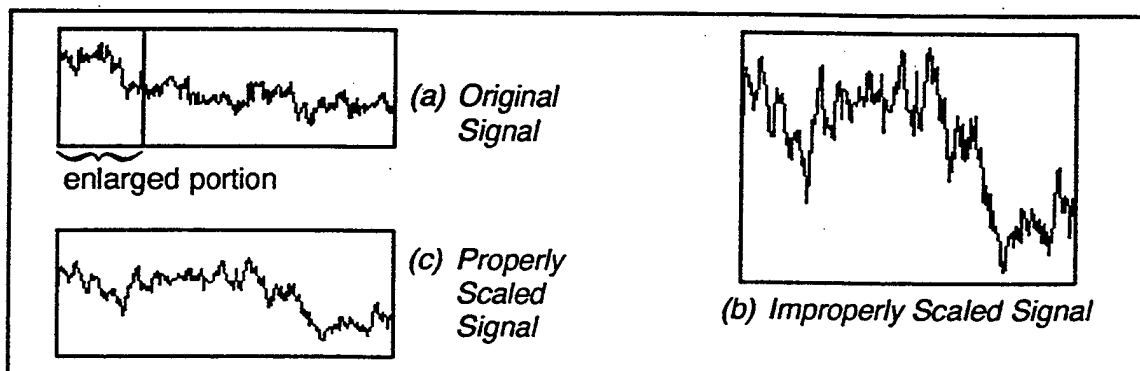 (a) Original
Signal
enlarged portion
(c) Properly
Scaled
Signal
(b) Improperly Scaled Signal